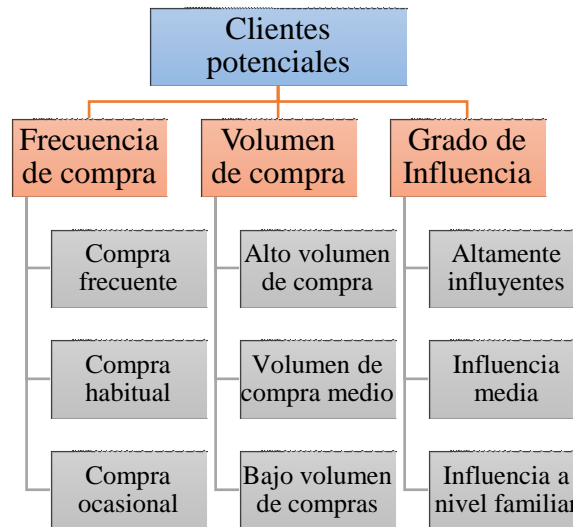 Clientes
potenciales
Frecuencia
de compra
Compra
frecuente
Compra
habitual
Compra
ocasional
Volumen
de compra
Alto volumen
de compra
Volumen de
compra medio
Bajo volumen
de compras
Grado de
Influencia
Altamente
influyentes
Influencia
media
Influencia a
nivel familiar